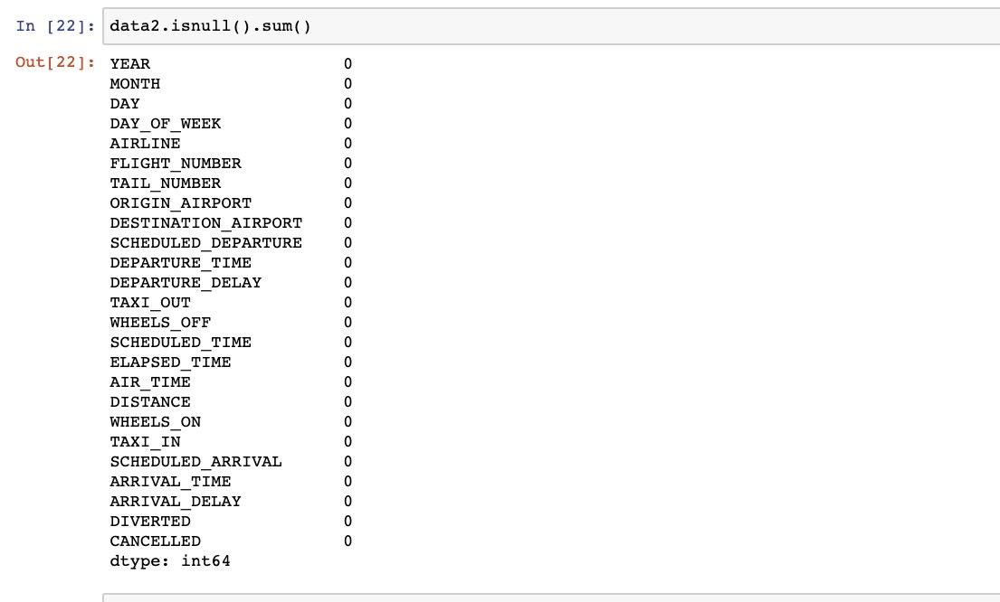 In [22]: data2.isnull().sum()
Out[22]: YEAR 0
MONTH 0
DAY 0
DAY_OF_WEEK 0
AIRLINE 0
FLIGHT_NUMBER 0
TAIL_NUMBER 0
ORIGIN_AIRPORT 0
DESTINATION_AIRPORT 0
SCHEDULED_DEPARTURE 0
DEPARTURE_TIME 0
DEPARTURE_DELAY 0
TAXI_OUT 0
WHEELS_OFF 0
SCHEDULED_TIME 0
ELAPSED_TIME 0
AIR_TIME 0
DISTANCE 0
WHEELS_ON 0
TAXI_IN 0
SCHEDULED_ARRIVAL 0
ARRIVAL_TIME 0
ARRIVAL_DELAY 0
DIVERTED 0
CANCELLED 0
dtype: int64